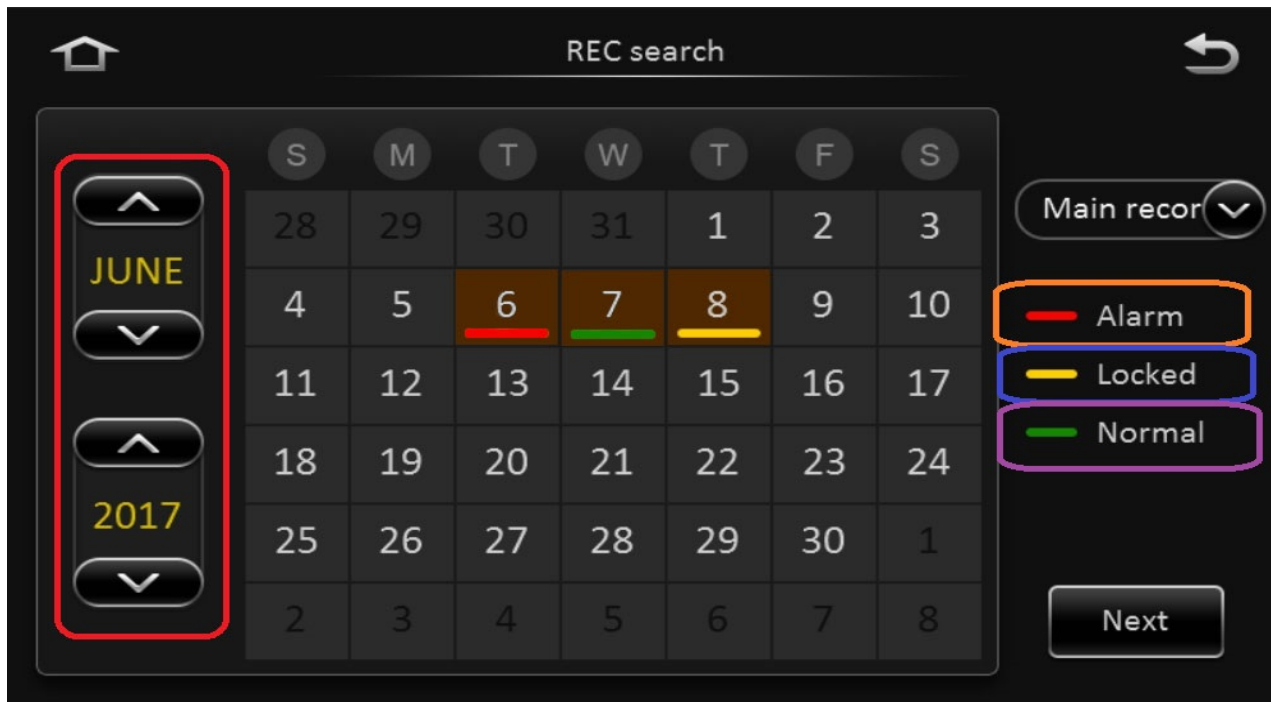 REC search
S M T W T F S
28 29 30 31 1 2 3
Main recor
JUNE
4 5 6 7 8 9 10
Alarm
11 12 13 14 15 16 17
Locked
Normal
18 19 20 21 22 23 24
2017
25 26 27 28 29 30 1
2 3 4 5 6 7 8
Next